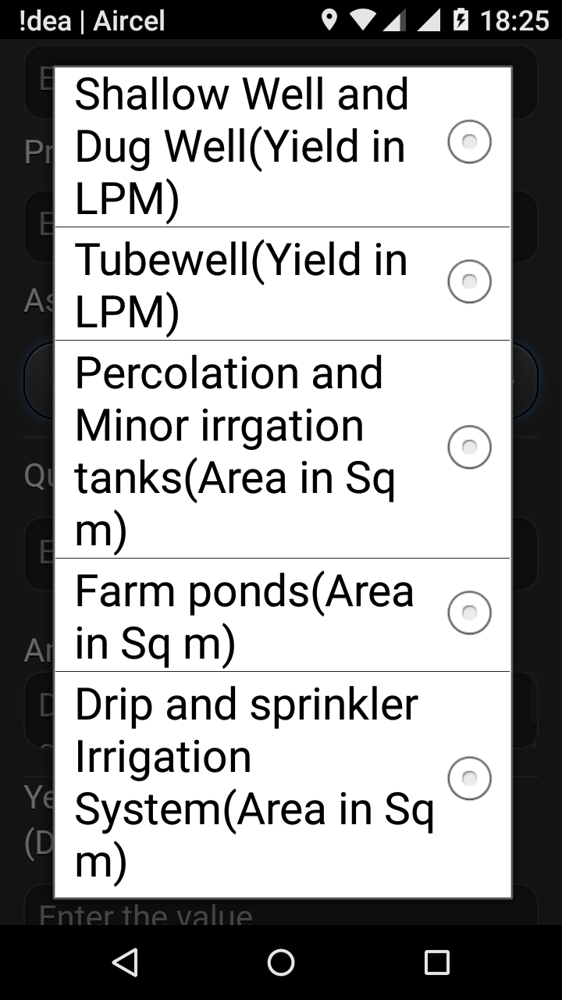 !dea | Aircel 18:25
Shallow Well and
Dug Well(Yield in
LPM)
Tubewell(Yield in
LPM)
Percolation and
Minor irrgation
tanks(Area in Sq
m)
Farm ponds(Area
in Sq m)
Drip and sprinkler
Irrigation
System(Area in Sq
m)
Enter the value